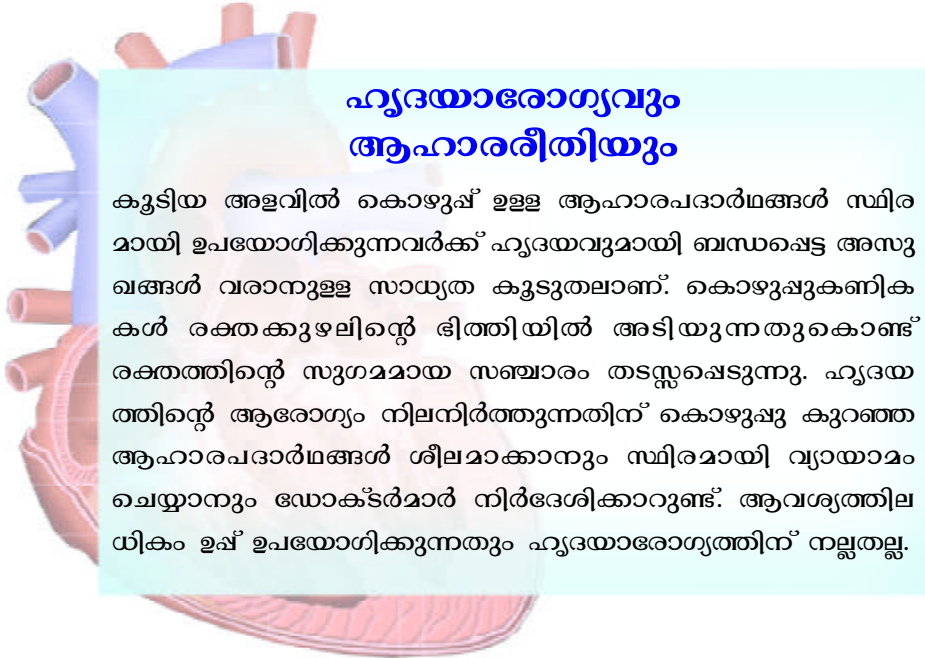 ഹൃദയാരോഗ്യവും
ആഹാരരീതിയും
കൂടിയ അളവിൽ കൊഴുപ്പ് ഉള്ള ആഹാരപദാർഥങ്ങൾ സ്ഥിര
മായി ഉപയോഗിക്കുന്നവർക്ക് ഹൃദയവുമായി ബന്ധപ്പെട്ട അസു
ഖങ്ങൾ വരാനുള്ള സാധ്യത കൂടുതലാണ്. കൊഴുപ്പുകണിക
കൾ രക്തക്കുഴലിന്റെ ഭിത്തിയിൽ അടിയുന്നതുകൊണ്ട്
രക്തത്തിന്റെ സുഗമമായ സഞ്ചാരം തടസ്സപ്പെടുന്നു. ഹൃദയ
ത്തിന്റെ ആരോഗ്യം നിലനിർത്തുന്നതിന് കൊഴുപ്പു കുറഞ്ഞ
ആഹാരപദാർഥങ്ങൾ ശീലമാക്കാനും സ്ഥിരമായി വ്യായാമം
ചെയ്യാനും ഡോക്ടർമാർ നിർദേശിക്കാറുണ്ട്. ആവശ്യത്തില
ധികം ഉപ്പ് ഉപയോഗിക്കുന്നതും ഹൃദയാരോഗ്യത്തിന് നല്ലതല്ല.